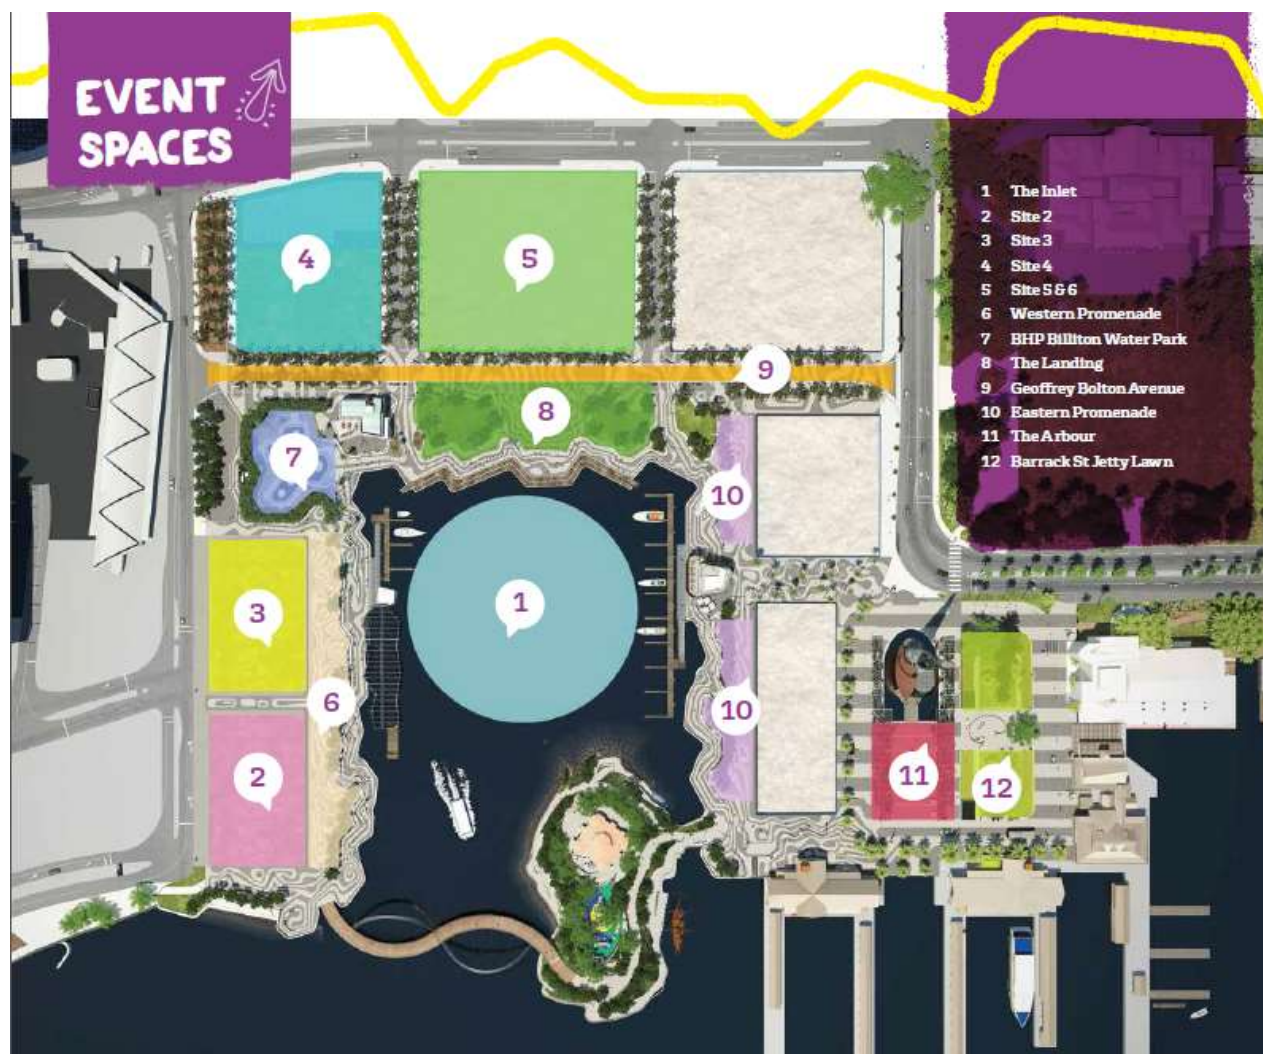 EVENT
SPACES
1 The Inlet
2 Site 2
3 Site 3
4 Site 4
5 Site 5 & 6
6 Western Promenade
7 BHP Billiton Water Park
8 The Landing
9 Geoffrey Bolton Avenue
10 Eastern Promenade
11 The Arbour
12 Barrack St Jetty Lawn
4
5
9
8
7
10
1
3
6
10
2
11
12